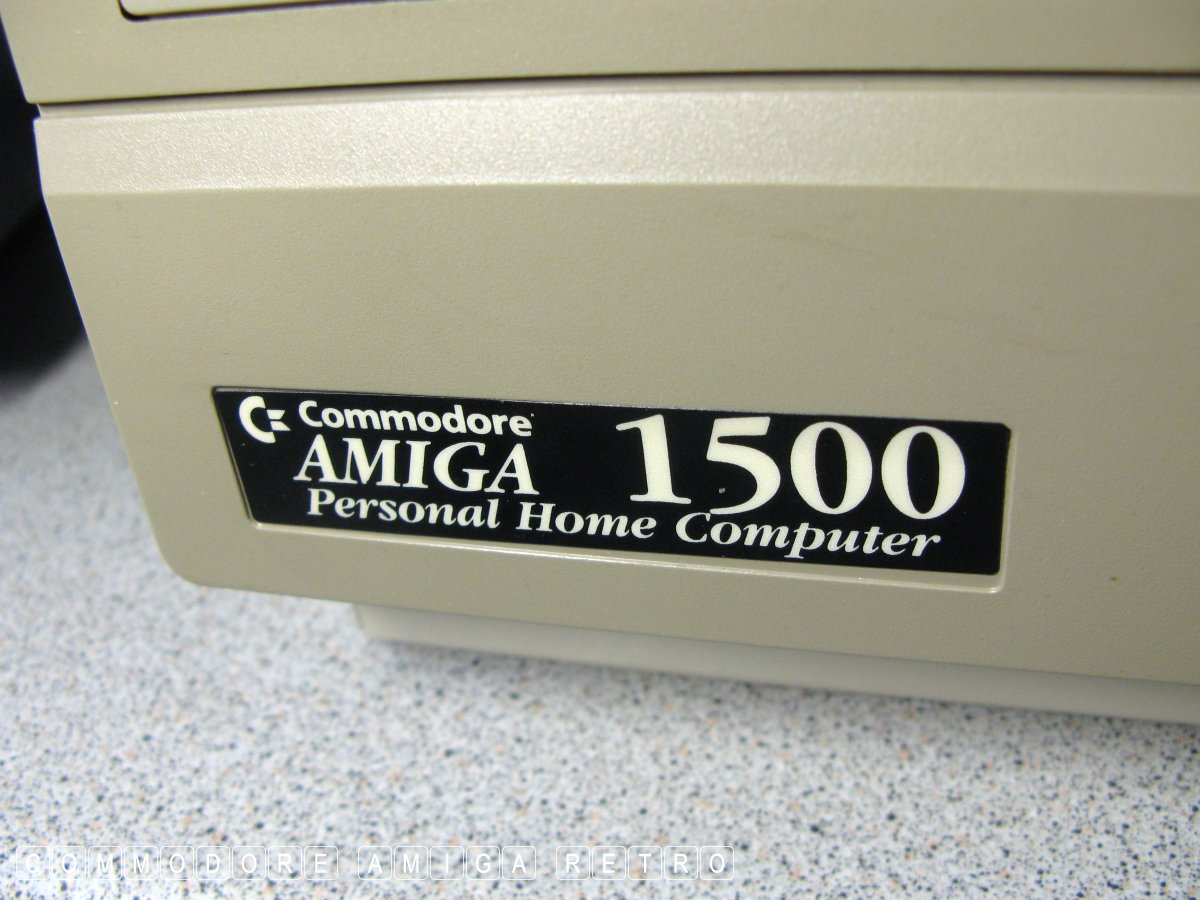 Commodore
AMIGA 1500
Personal Home Computer
COMMODORE AMIGA RETRO